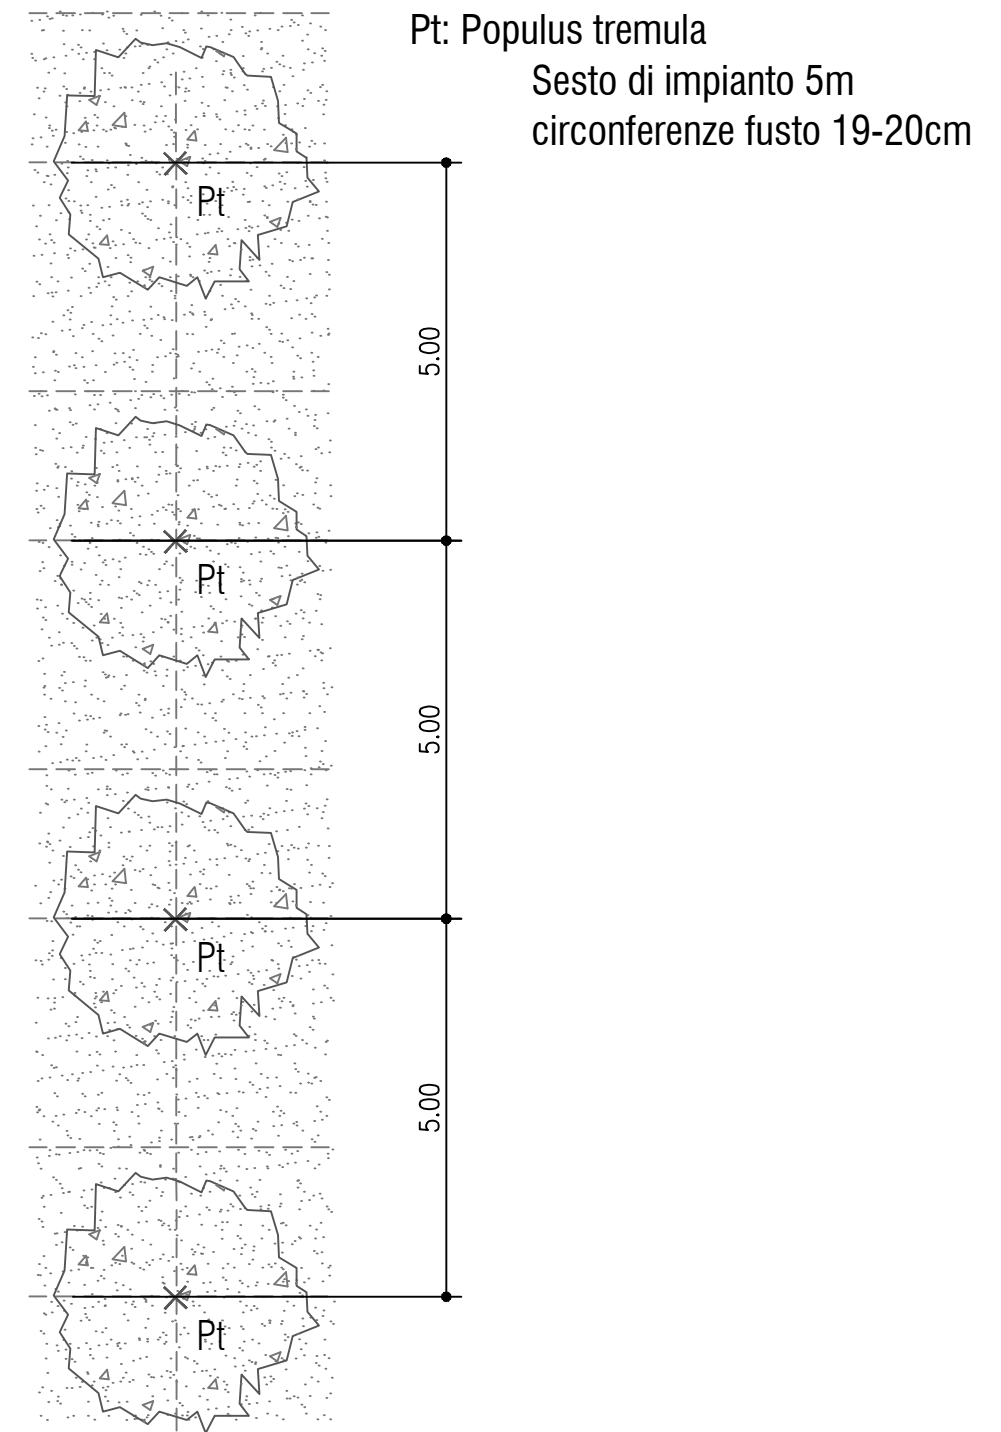 Pt: Populus tremula
Sesto di impianto 5m
circonferenze fusto 19-20cm
Pt
5.00
Pt
5.00
Pt
5.00
Pt